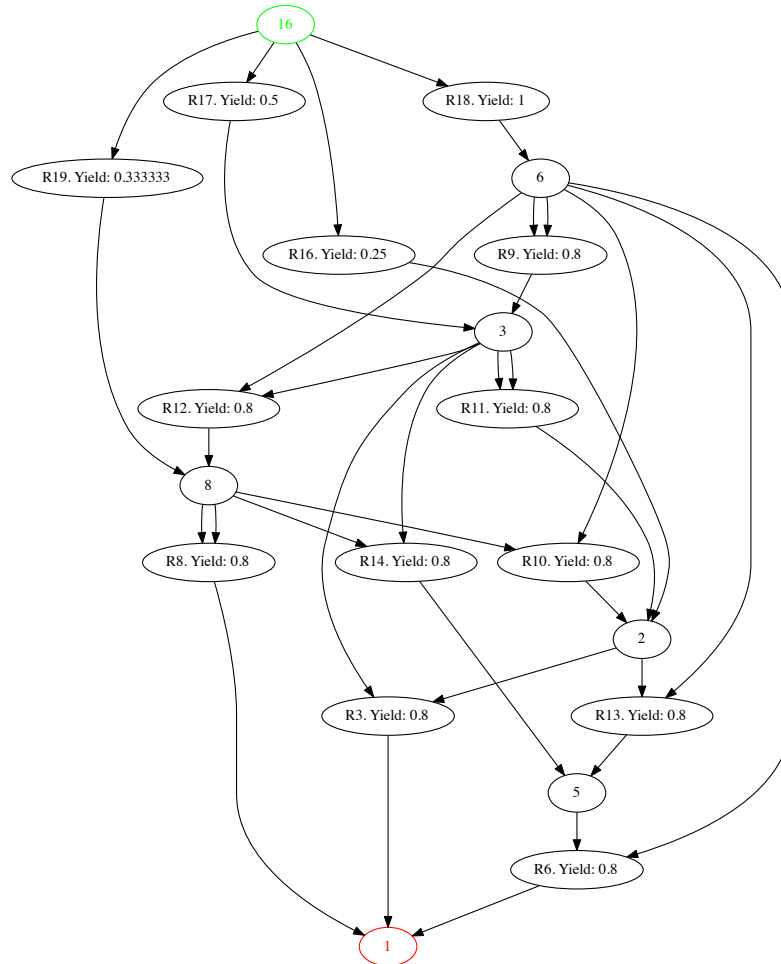 16
R17. Yield: 0.5
R18. Yield: 1
R19. Yield: 0.333333
6
R16. Yield: 0.25
R9. Yield: 0.8
3
R12. Yield: 0.8
R11. Yield: 0.8
8
R8. Yield: 0.8
R14. Yield: 0.8
R10. Yield: 0.8
2
R3. Yield: 0.8
R13. Yield: 0.8
5
R6. Yield: 0.8
1